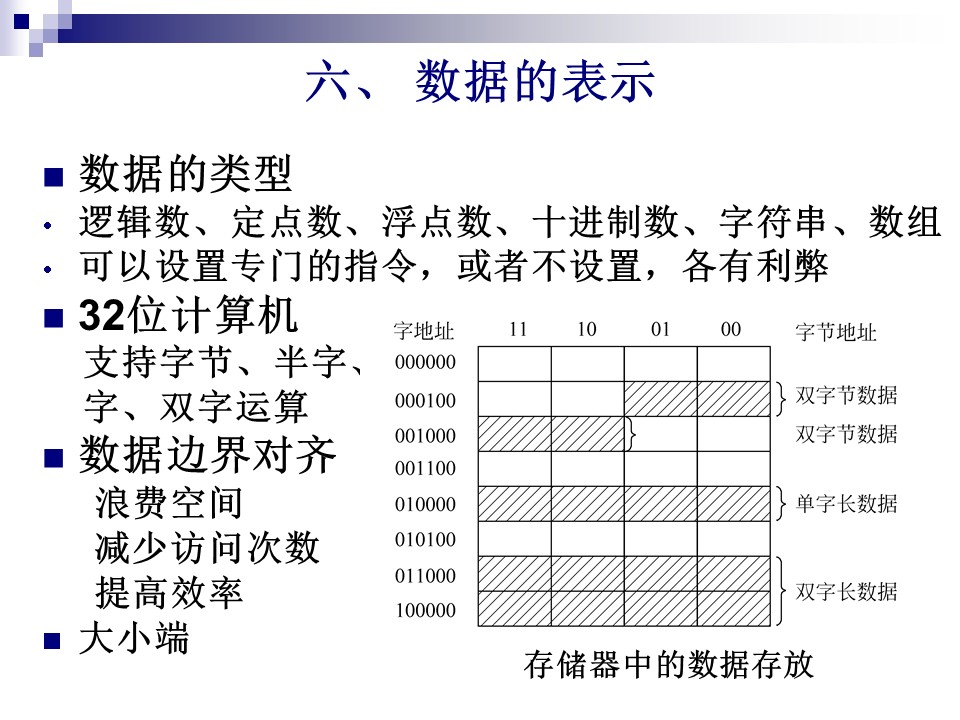 六、 数据的表示
数据的类型
逻辑数、定点数、浮点数、十进制数、字符串、数组
可以设置专门的指令，或者不设置，各有利弊
32位计算机
支持字节、半字、
字、双字运算
数据边界对齐
浪费空间
减少访问次数
提高效率
大小端
字地址 11 10 01 00 字节地址
000000
000100 双字节数据
001000 双字节数据
001100
010000 单字长数据
010100
011000
双字长数据
100000
存储器中的数据存放